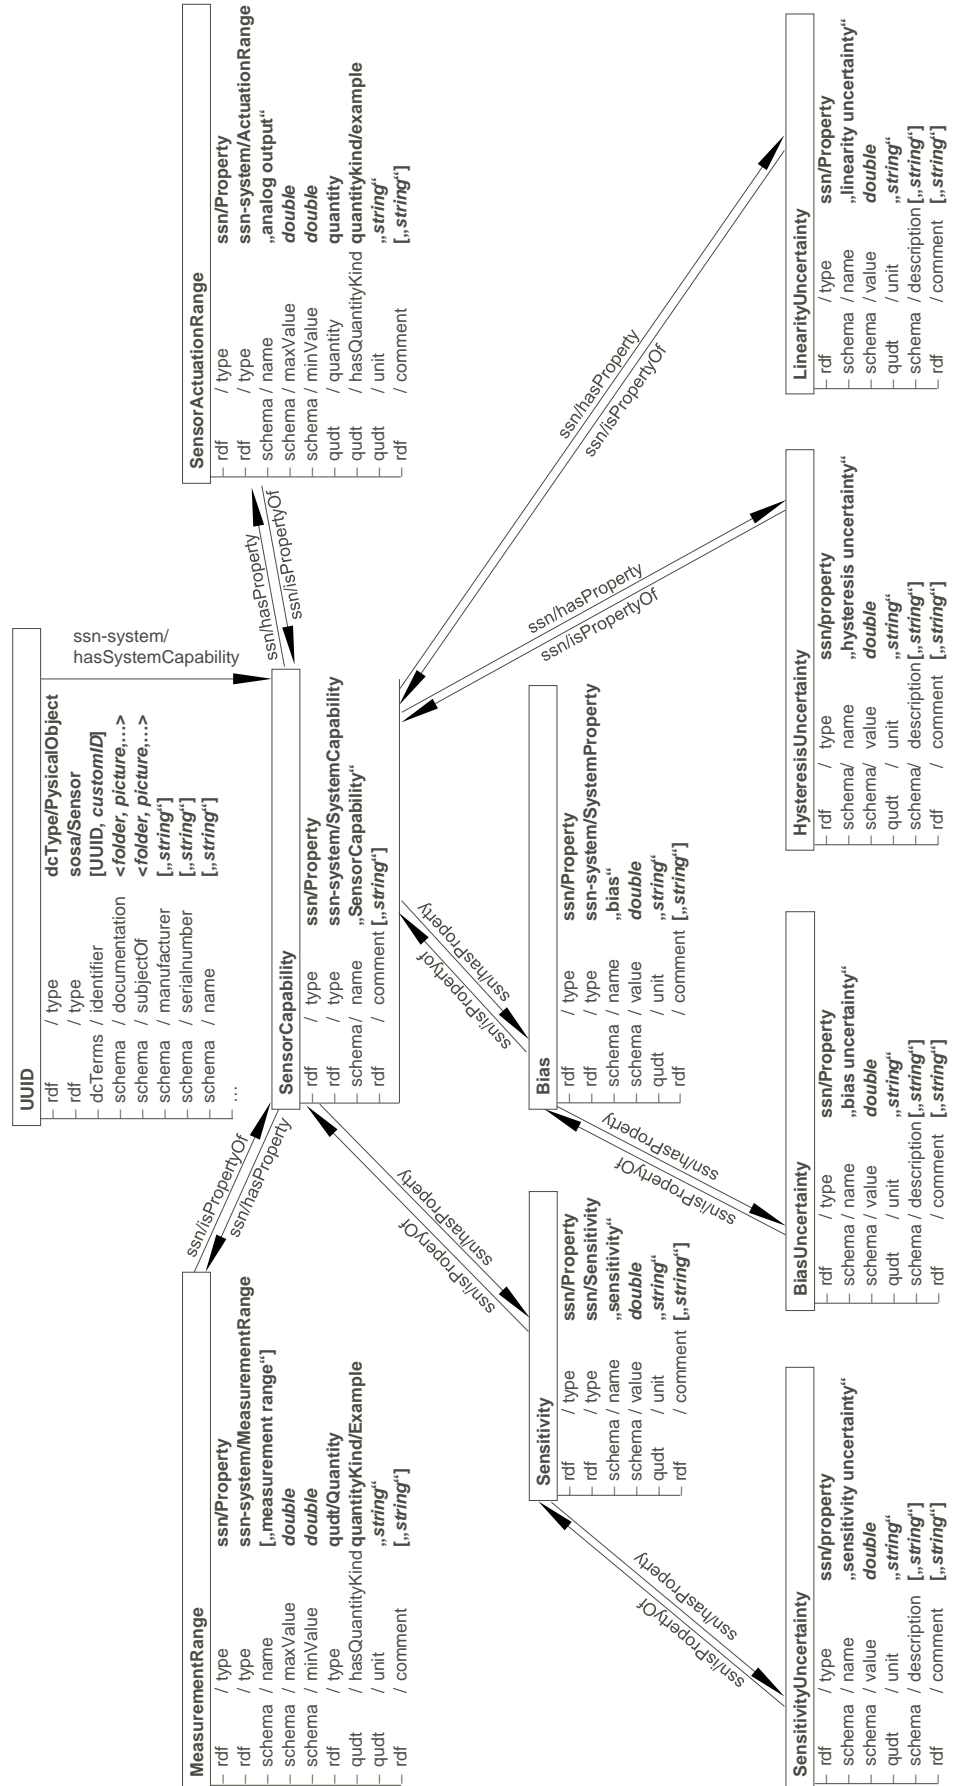 UUID
rdf / type dcType/PysicalObject
rdf / type sosa/Sensor
dcTerms / identifier [UUID, customID]
schema / documentation <folder, picture,…>
schema / subjectOf <folder, picture,…>
schema / manufacturer [„string“]
schema / serialnumber [„string“]
schema / name [„string“]
…
ssn-system/
hasSystemCapability
MeasurementRange
rdf / type ssn/Property
rdf / type ssn-system/MeasurementRange
schema / name [„measurement range“]
schema / maxValue double
schema / minValue double
rdf / type qudt/Quantity
qudt / hasQuantityKind quantityKind/Example
qudt / unit „string“
rdf / comment [„string“]
ssn/isPropertyOf
ssn/hasProperty
SensorActuationRange
rdf / type ssn/Property
rdf / type ssn-system/ActuationRange
schema / name „analog output“
schema / maxValue double
schema / minValue double
qudt / quantity quantity
qudt / hasQuantityKind quantitykind/example
qudt / unit „string“
rdf / comment [„string“]
ssn/hasProperty
ssn/isPropertyOf
SensorCapability
rdf / type ssn/Property
rdf / type ssn-system/SystemCapability
schema/ name „SensorCapability“
rdf / comment [„string“]
ssn/hasProperty
ssn/isPropertyOf
ssn/hasProperty
ssn/isPropertyof
ssn/hasProperty
ssn/isPropertyOf
ssn/hasProperty
ssn/isPropertyOf
Sensitivity
rdf / type ssn/Property
rdf / type ssn/Sensitivity
schema / name „sensitivity“
schema / value double
qudt / unit „string“
rdf / comment [„string“]
Bias
rdf / type ssn/Property
rdf / type ssn-system/SystemProperty
schema / name „bias“
schema / value double
qudt / unit „string“
rdf / comment [„string“]
ssn/hasProperty
ssn/isPropertyOf
ssn/hasProperty
ssn/isPropertyOf
SensitivityUncertainty
rdf / type ssn/property
schema / name „sensitivity uncertainty“
schema / value double
qudt / unit „string“
schema / description [„string“]
rdf / comment [„string“]
BiasUncertainty
rdf / type ssn/Property
schema / name „bias uncertainty“
schema / value double
qudt / unit „string“
schema / description [„string“]
rdf / comment [„string“]
HysteresisUncertainty
rdf / type ssn/property
schema/ name „hysteresis uncertainty“
schema/ value double
qudt / unit „string“
schema/ description [„string“]
rdf / comment [„string“]
LinearityUncertainty
rdf / type ssn/Property
schema / name „linearity uncertainty“
schema / value double
qudt / unit „string“
schema / description [„string“]
rdf / comment [„string“]